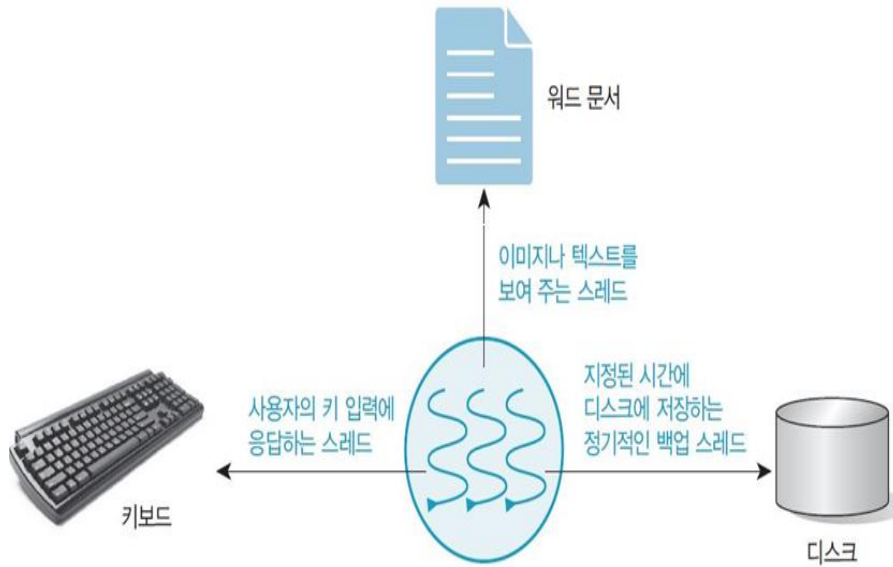 워드 문서
이미지나 텍스트를
보여 주는 스레드
사용자의 키 입력에
응답하는 스레드
지정된 시간에
디스크에 저장하는
정기적인 백업 스레드
키보드
디스크